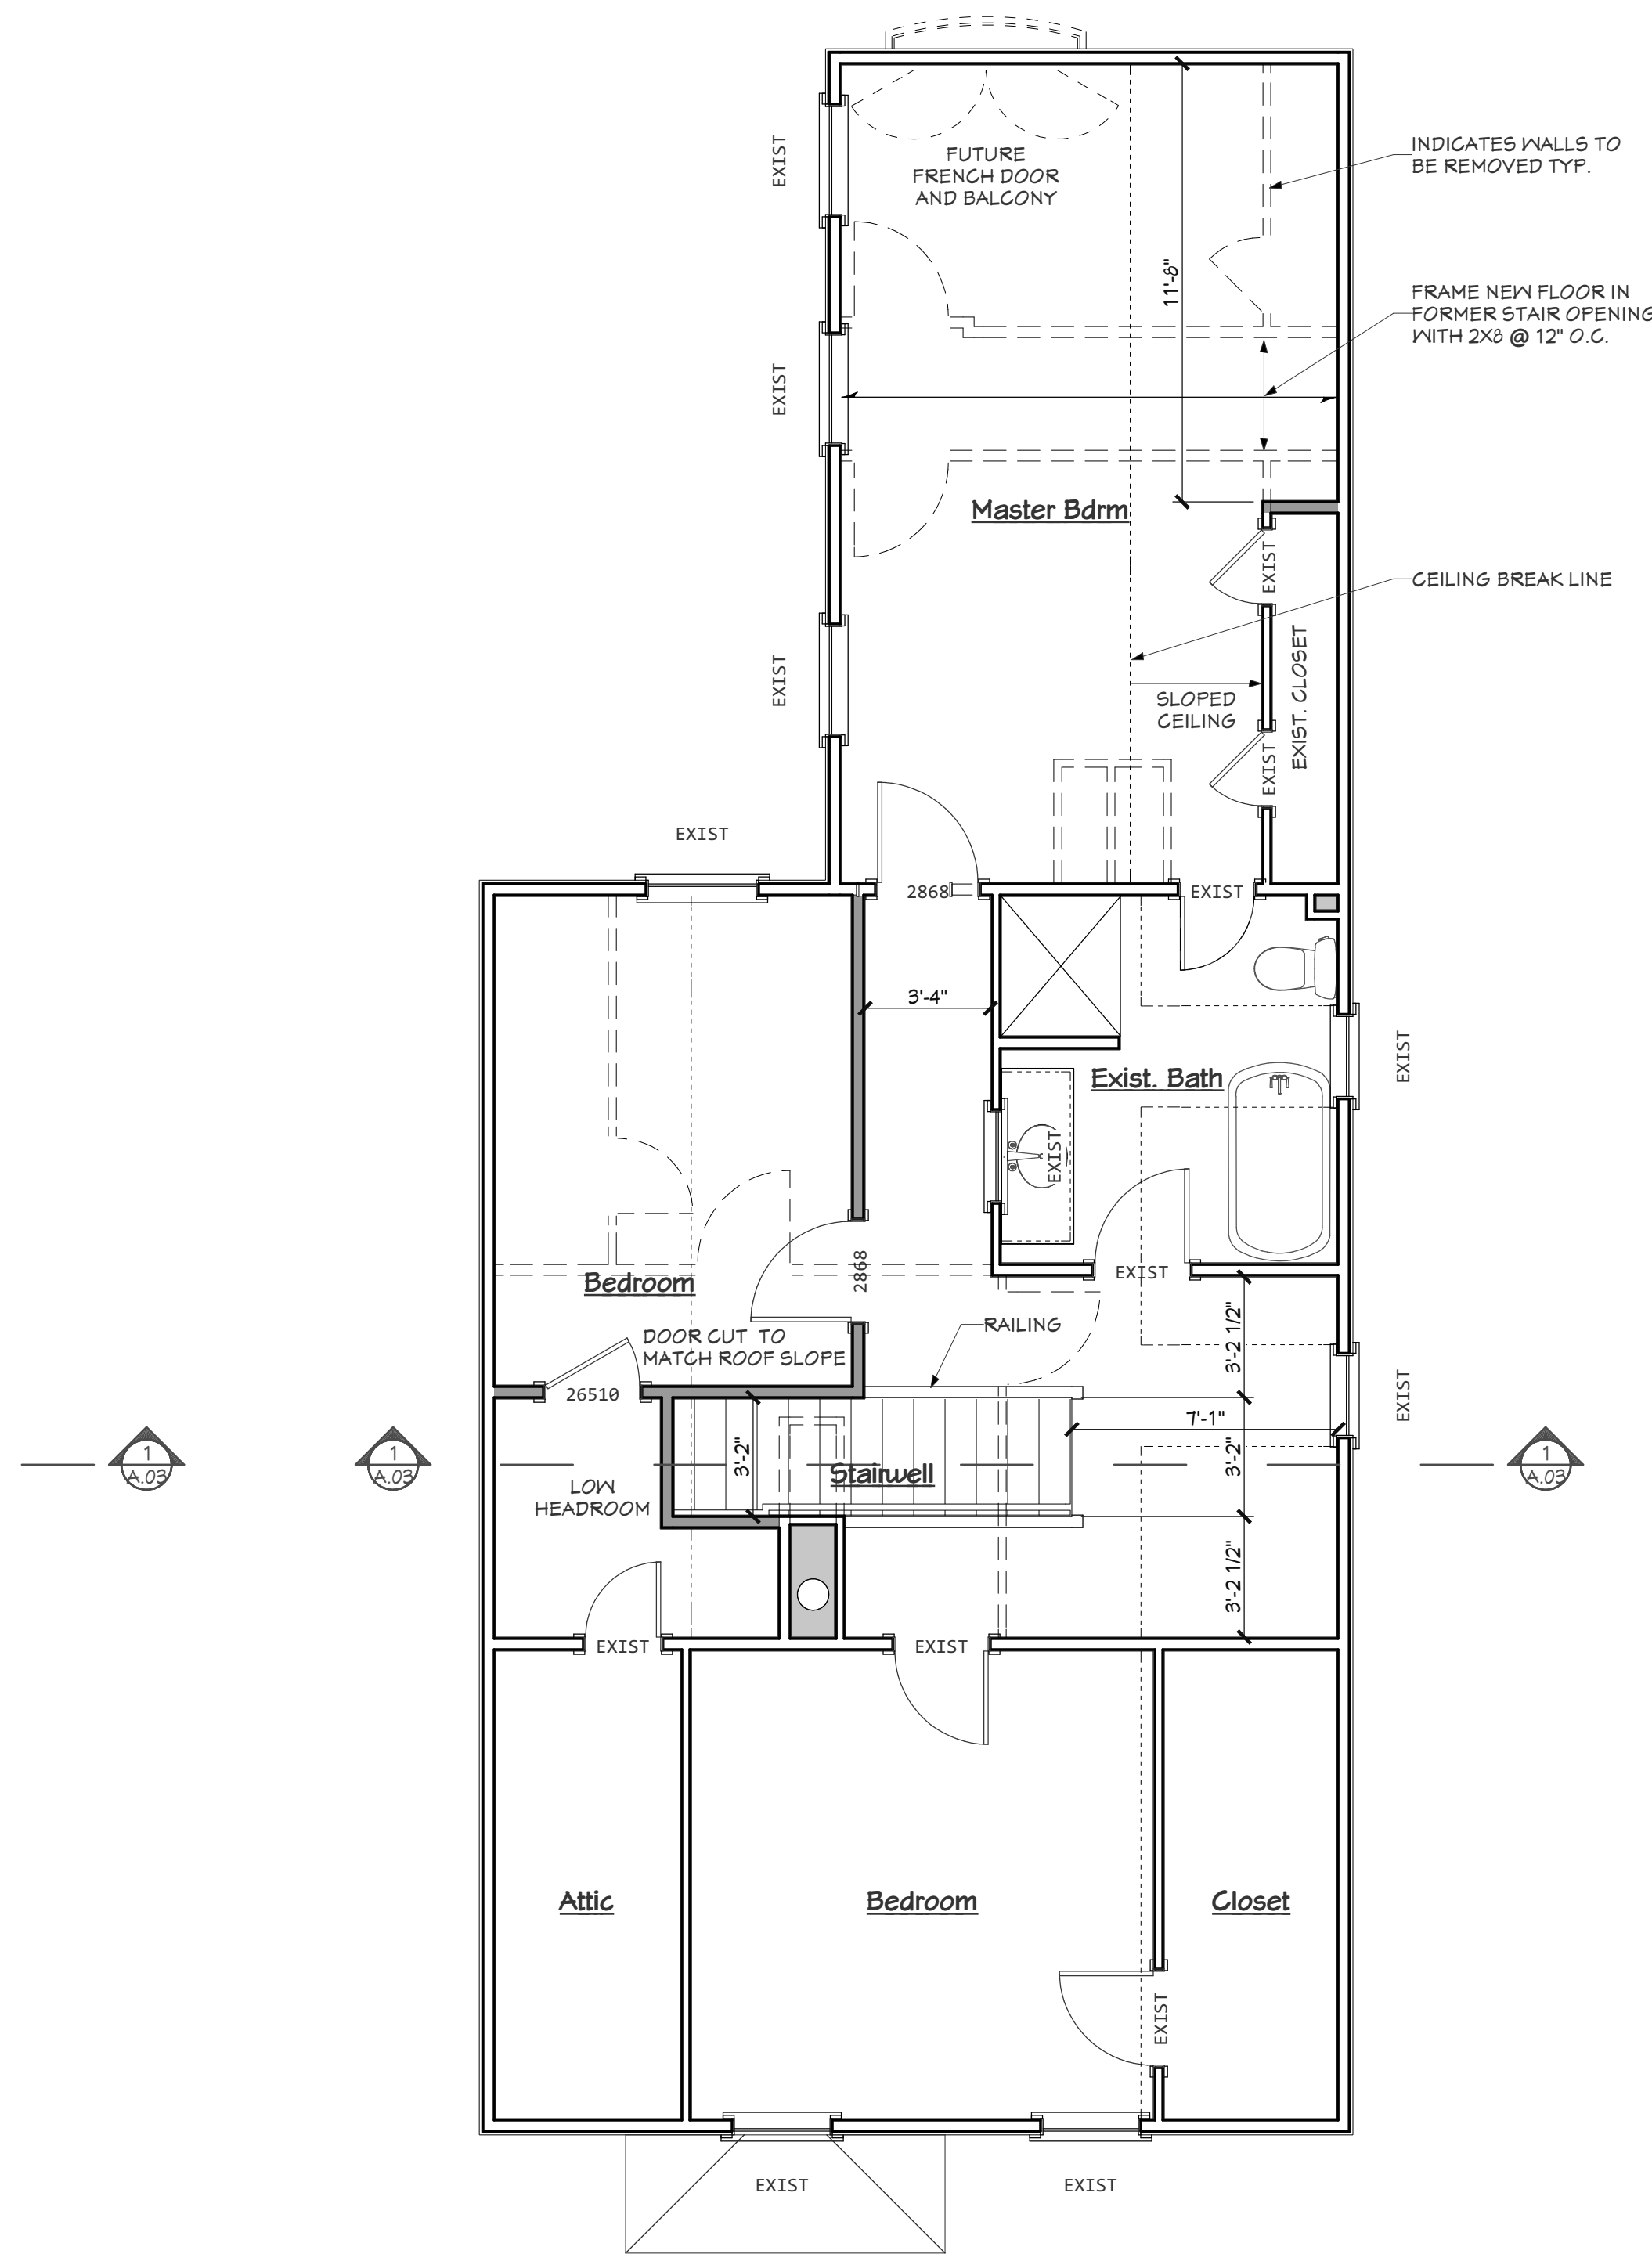 INDICATES WALLS TO
BE REMOVED TYP.
EXIST
FUTURE
FRENCH DOOR
AND BALCONY
11'-8"
FRAME NEW FLOOR IN
FORMER STAIR OPENING
WITH 2X8 @ 12" O.C.
EXIST
Master Bdrm
EXIST
CEILING BREAK LINE
EXIST
SLOPED
CEILING
EXIST. CLOSET
EXIST
EXIST
2868
EXIST
3'-4"
EXIST
Exist. Bath
EXIST
Bedroom
2868
EXIST
RAILING
3'-2 1/2"
DOOR CUT TO
MATCH ROOF SLOPE
26510
EXIST
7'-1"
1
A.03
1
A.03
3'-2"
Stairwell
3'-2"
1
A.03
LOW
HEADROOM
3'-2 1/2"
EXIST
EXIST
Attic
Bedroom
Closet
EXIST
EXIST
EXIST